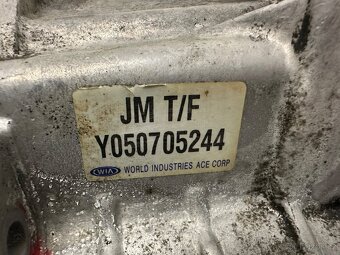 JM T/F
Y050705244
WIA WORLD INDUSTRIES ACE CORP